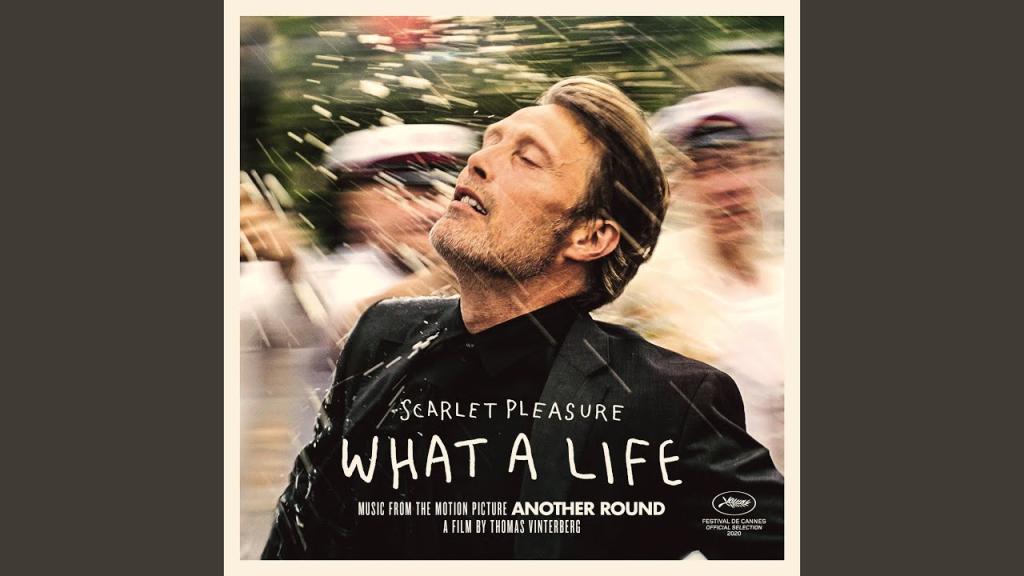 SCARLET PLEASURE
WHAT A LIFE
MUSIC FROM THE MOTION PICTURE ANOTHER ROUND
A FILM BY THOMAS VINTERBERG
FESTIVAL DE CANNES
OFFICIAL SELECTION
2020